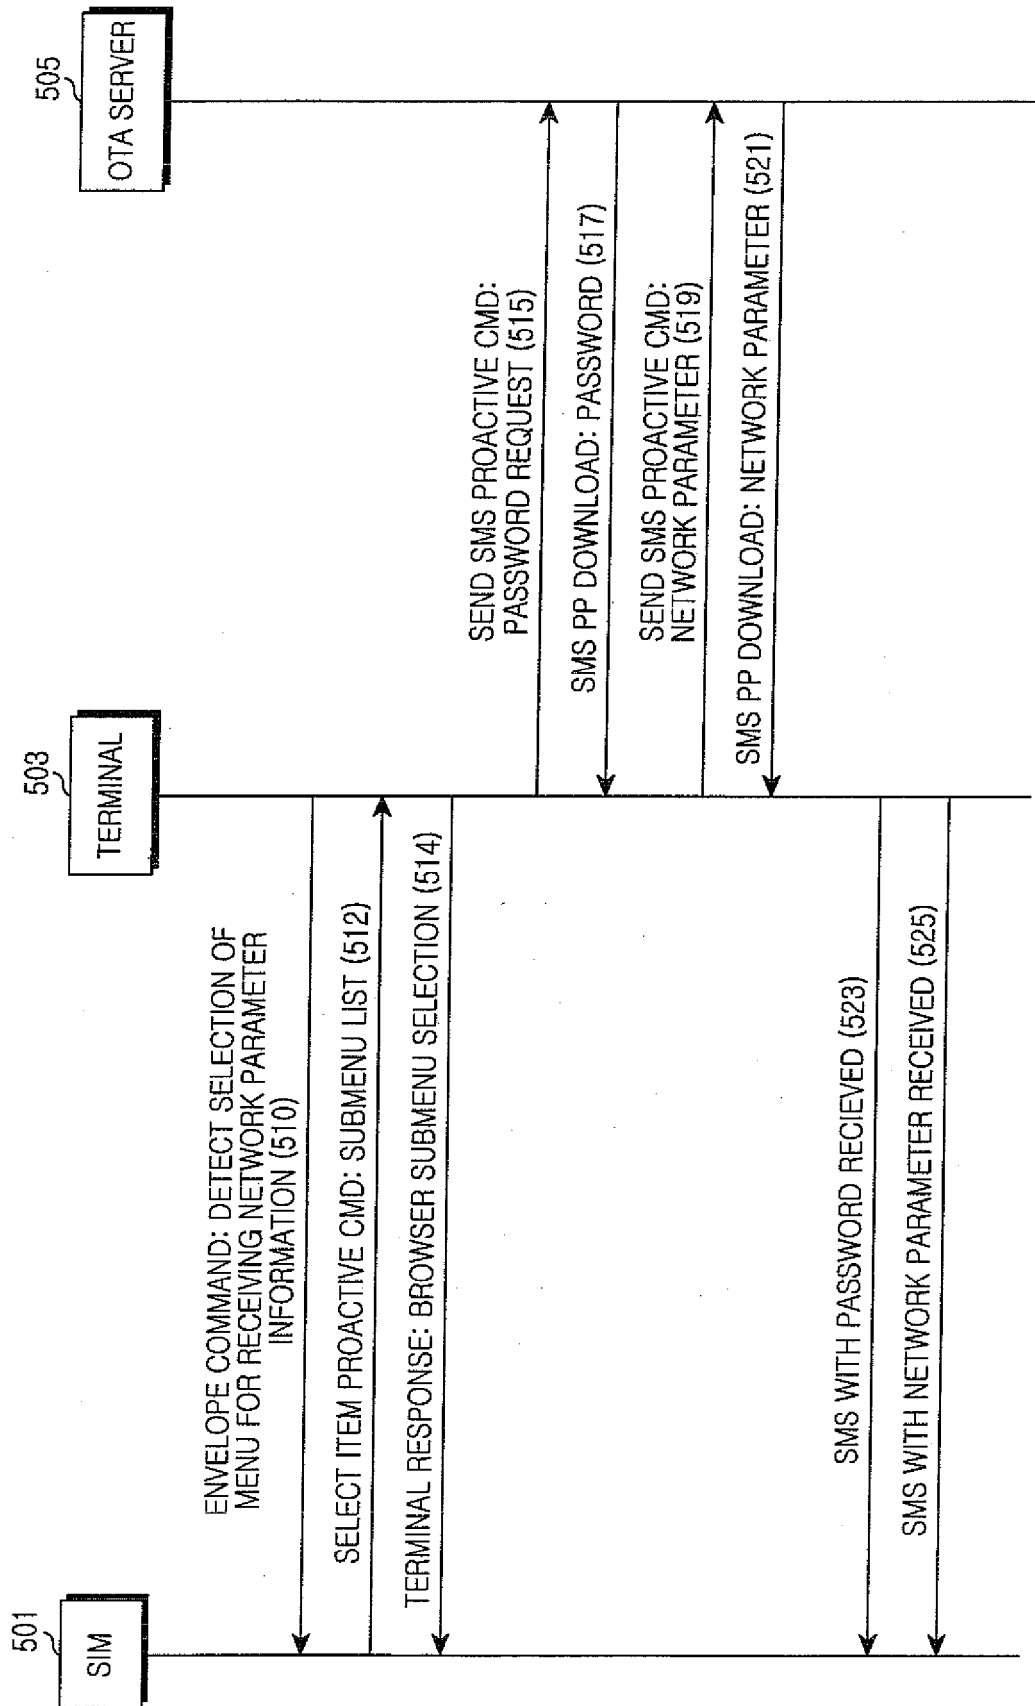 501
SIM
503
TERMINAL
505
OTA SERVER
ENVELOPE COMMAND: DETECT SELECTION OF
MENU FOR RECEIVING NETWORK PARAMETER
INFORMATION (510)
SELECT ITEM PROACTIVE CMD: SUBMENU LIST (512)
TERMINAL RESPONSE: BROWSER SUBMENU SELECTION (514)
SEND SMS PROACTIVE CMD:
PASSWORD REQUEST (515)
SMS PP DOWNLOAD: PASSWORD (517)
SEND SMS PROACTIVE CMD:
NETWORK PARAMETER (519)
SMS PP DOWNLOAD: NETWORK PARAMETER (521)
SMS WITH PASSWORD RECIEVED (523)
SMS WITH NETWORK PARAMETER RECEIVED (525)